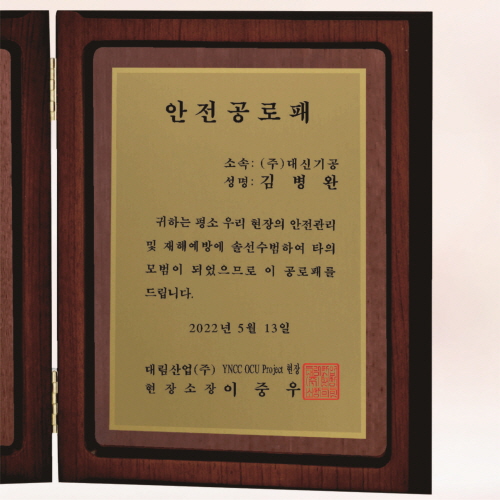 안전공로패
소속: (주)대신기공
성명: 김 병 완
귀하는 평소 우리 현장의 안전관리
및 재해예방에 솔선수범하여 타의
모범이 되었으므로 이 공로패를
드립니다.
2022년 5월 13일
대림산업(주) YNCC OCU Project 현장
현장소장 이 중 우